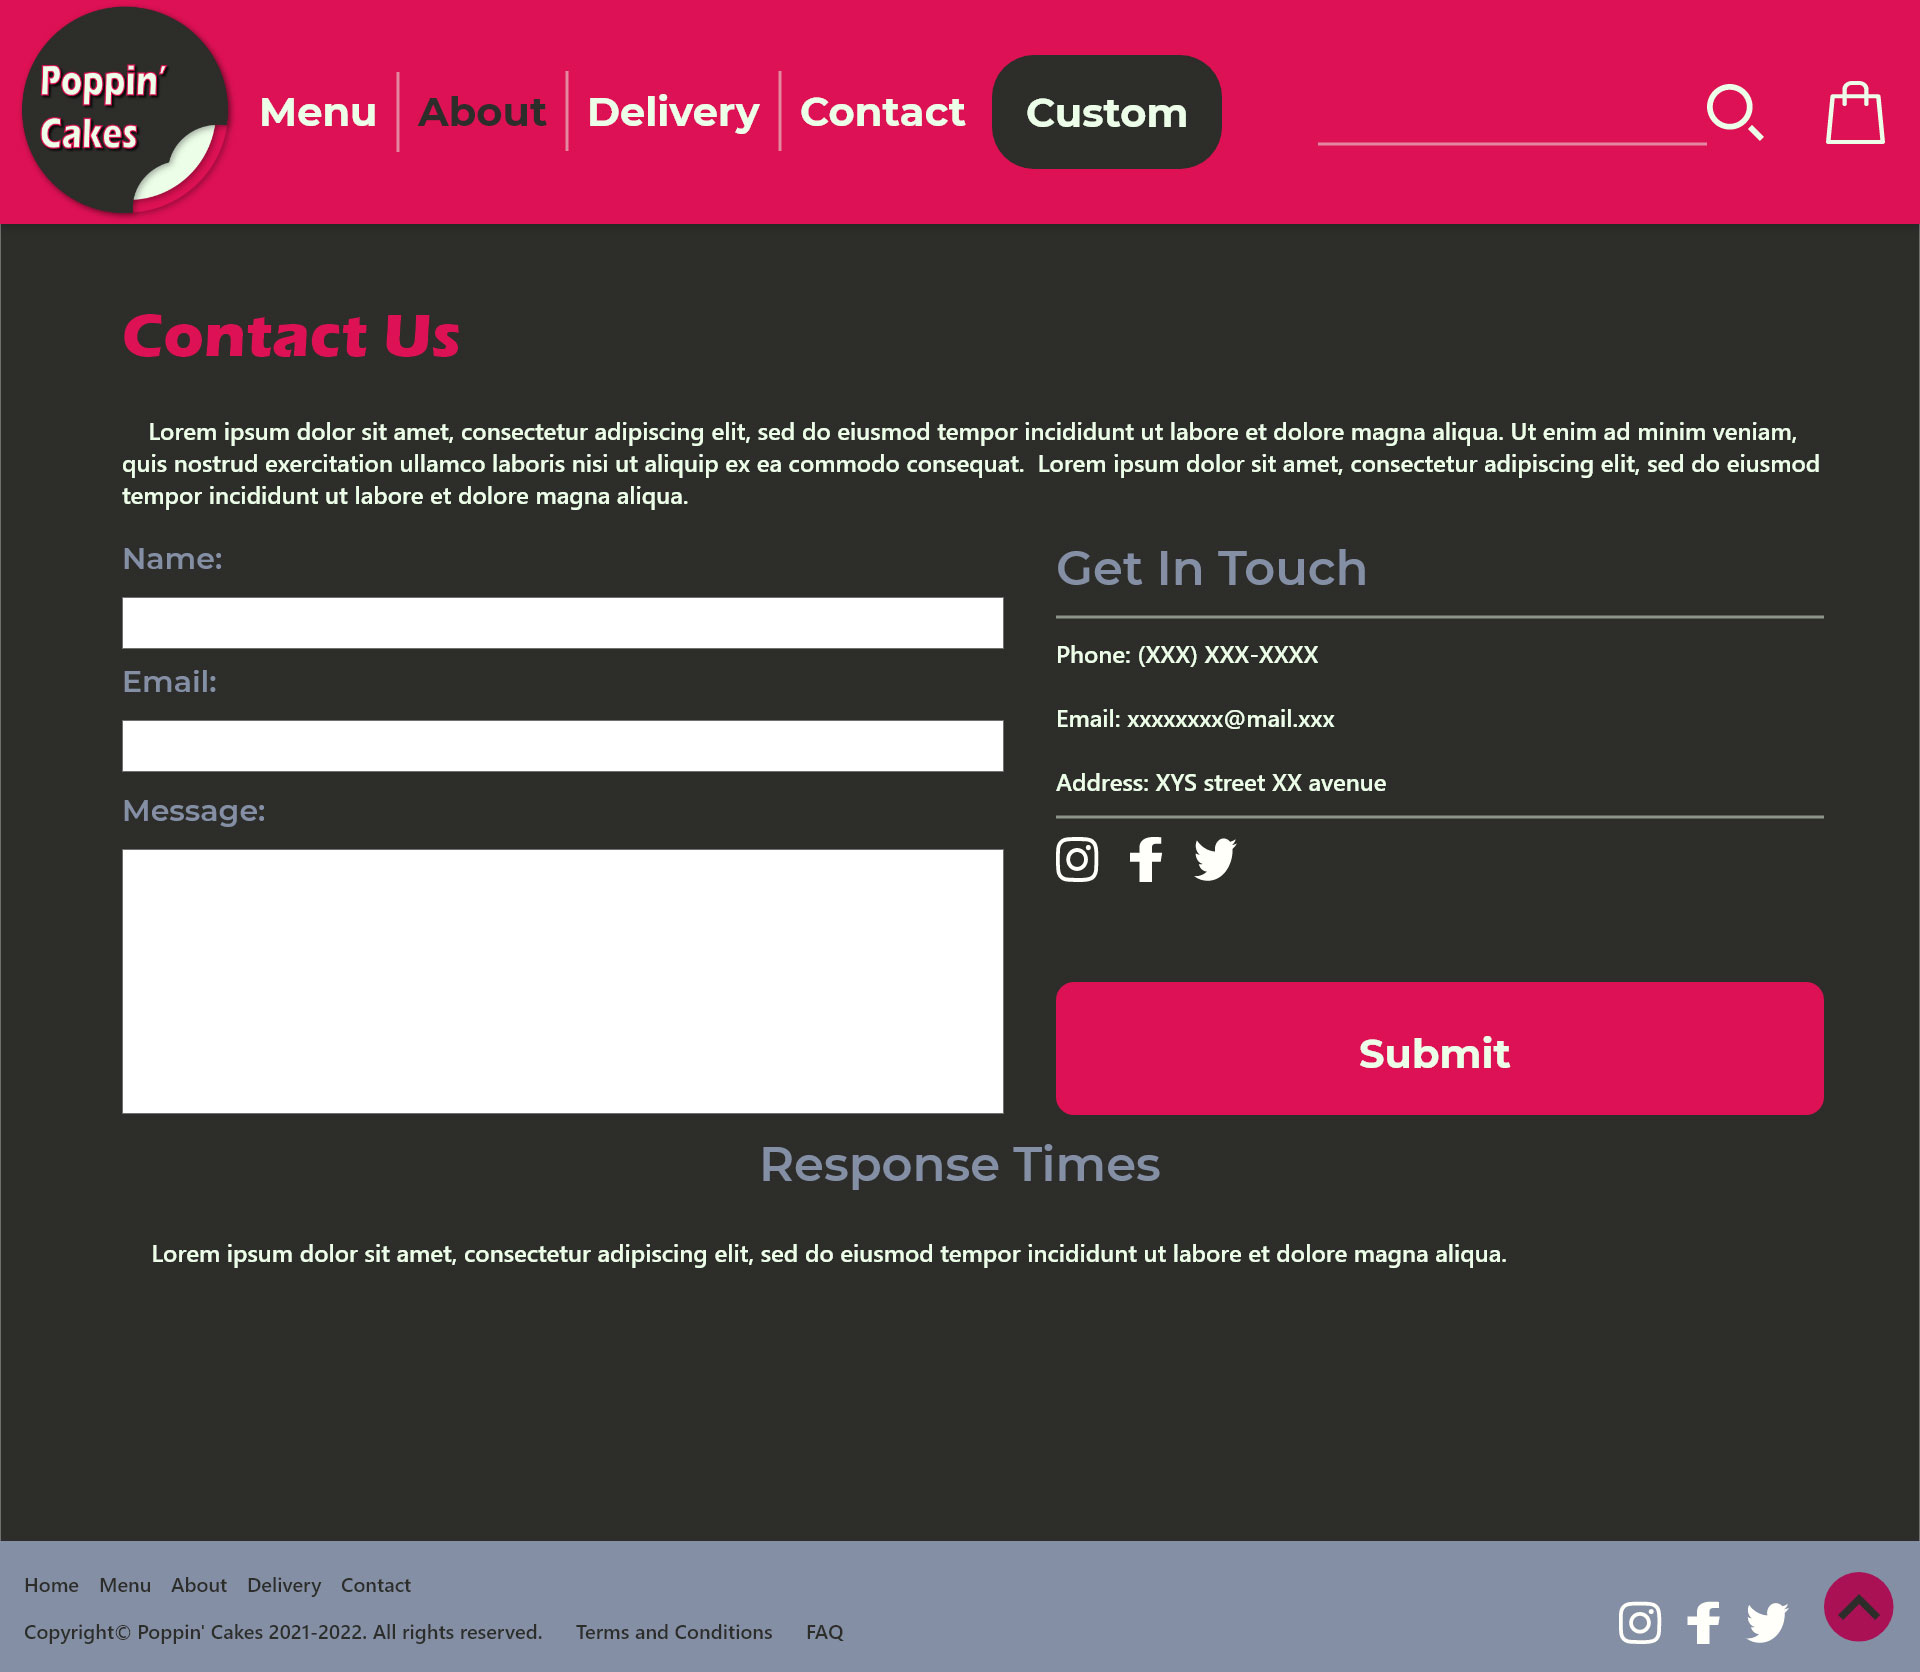 Poppin'
Cakes
Menu
About
Delivery
Contact
Custom
Contact Us
Lorem ipsum dolor sit amet, consectetur adipiscing elit, sed do eiusmod tempor incididunt ut labore et dolore magna aliqua. Ut enim ad minim veniam,
quis nostrud exercitation ullamco laboris nisi ut aliquip ex ea commodo consequat.  Lorem ipsum dolor sit amet, consectetur adipiscing elit, sed do eiusmod
tempor incididunt ut labore et dolore magna aliqua.
Name:
Email:
Message:
Get In Touch
Phone: (XXX) XXX-XXXX
Email: xxxxxxxx@mail.xxx
Address: XYS street XX avenue
Submit
Response Times
Lorem ipsum dolor sit amet, consectetur adipiscing elit, sed do eiusmod tempor incididunt ut labore et dolore magna aliqua.
Home Menu About Delivery Contact
Copyright© Poppin' Cakes 2021-2022. All rights reserved. Terms and Conditions FAQ